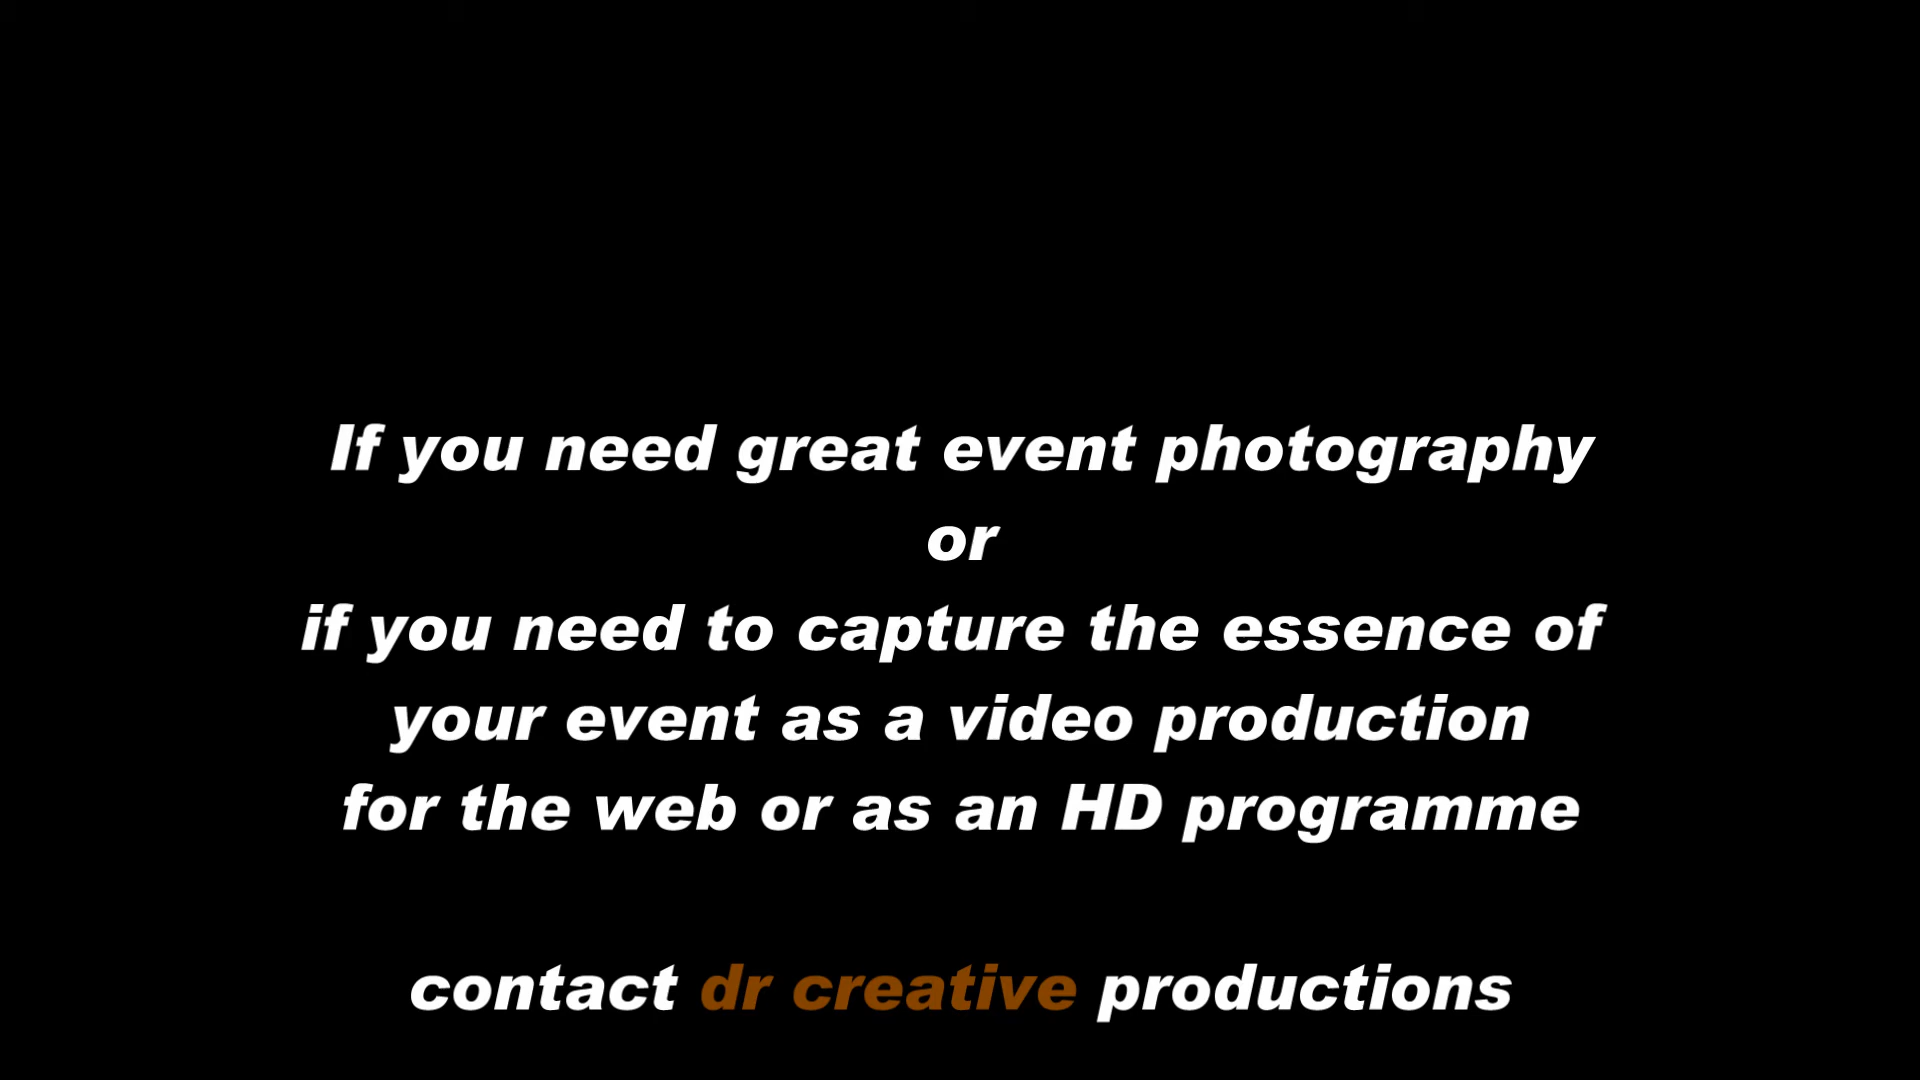 If you need great event photography
or
if you need to capture the essence of
your event as a video production
for the web or as an HD programme
contact dr creative productions